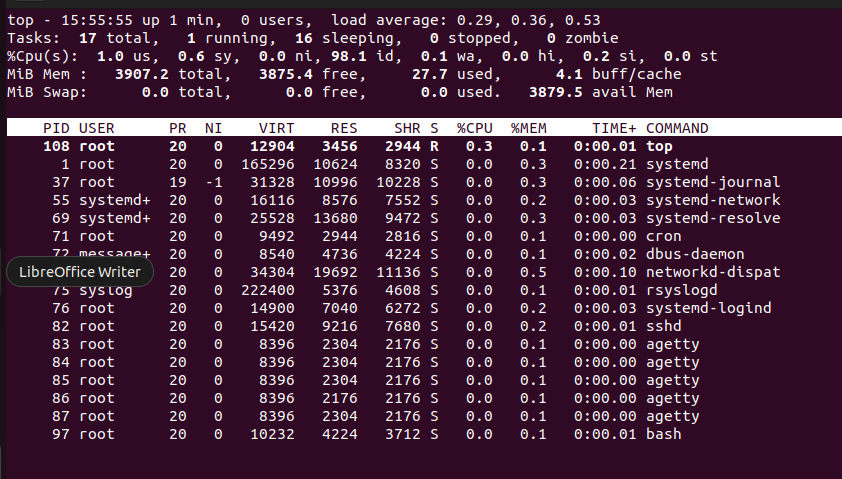 top - 15:55:55 up 1 min,  0 users,  load average: 0.29, 0.36, 0.53
Tasks:  17 total,   1 running,  16 sleeping,   0 stopped,   0 zombie
%Cpu(s):  1.0 us,  0.6 sy,  0.0 ni, 98.1 id,  0.1 wa,  0.0 hi,  0.2 si,  0.0 st
MiB Mem :   3907.2 total,   3875.4 free,     27.7 used,      4.1 buff/cache
MiB Swap:      0.0 total,      0.0 free,      0.0 used.   3879.5 avail Mem
PID USER      PR  NI    VIRT    RES    SHR S  %CPU  %MEM     TIME+ COMMAND
108 root      20   0   12904   3456   2944 R   0.3   0.1   0:00.01 top
1 root      20   0  165296  10624   8320 S   0.0   0.3   0:00.21 systemd
37 root      19  -1   31328  10996  10228 S   0.0   0.3   0:00.06 systemd-journal
55 systemd+  20   0   16116   8576   7552 S   0.0   0.2   0:00.03 systemd-network
69 systemd+  20   0   25528  13680   9472 S   0.0   0.3   0:00.03 systemd-resolve
71 root      20   0    9492   2944   2816 S   0.0   0.1   0:00.00 cron
72 message+  20   0    8540   4736   4224 S   0.0   0.1   0:00.02 dbus-daemon
LibreOffice Writer   20   0   34304  19692  11136 S   0.0   0.5   0:00.10 networkd-dispat
75 syslog    20   0  222400   5376   4608 S   0.0   0.1   0:00.01 rsyslogd
76 root      20   0   14900   7040   6272 S   0.0   0.2   0:00.03 systemd-logind
82 root      20   0   15420   9216   7680 S   0.0   0.2   0:00.01 sshd
83 root      20   0    8396   2304   2176 S   0.0   0.1   0:00.00 agetty
84 root      20   0    8396   2304   2176 S   0.0   0.1   0:00.00 agetty
85 root      20   0    8396   2304   2176 S   0.0   0.1   0:00.00 agetty
86 root      20   0    8396   2176   2176 S   0.0   0.1   0:00.00 agetty
87 root      20   0    8396   2304   2176 S   0.0   0.1   0:00.00 agetty
97 root      20   0   10232   4224   3712 S   0.0   0.1   0:00.01 bash